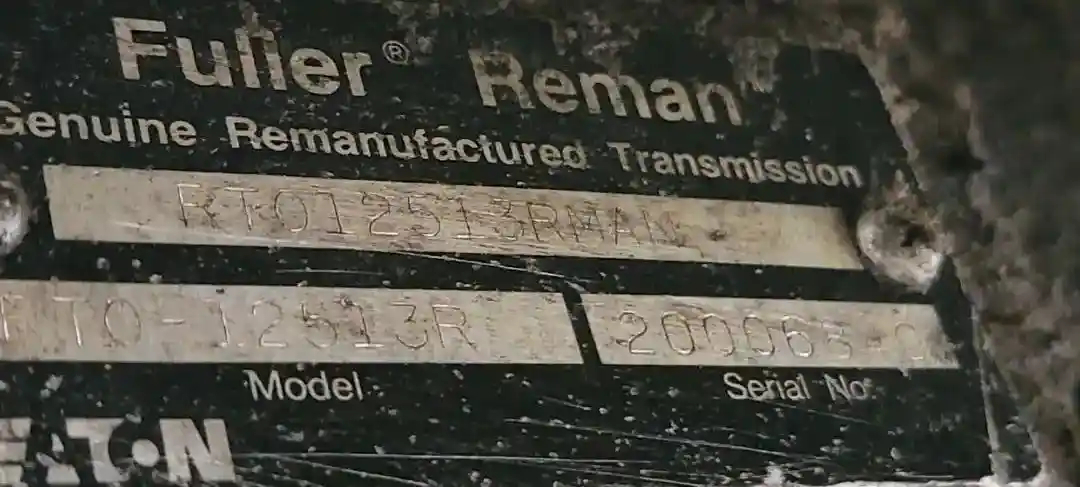 Fuller® Reman
Genuine Remanufactured Transmission
RTO12513RMAN
RTO-12513R
Model Serial No.
EATON